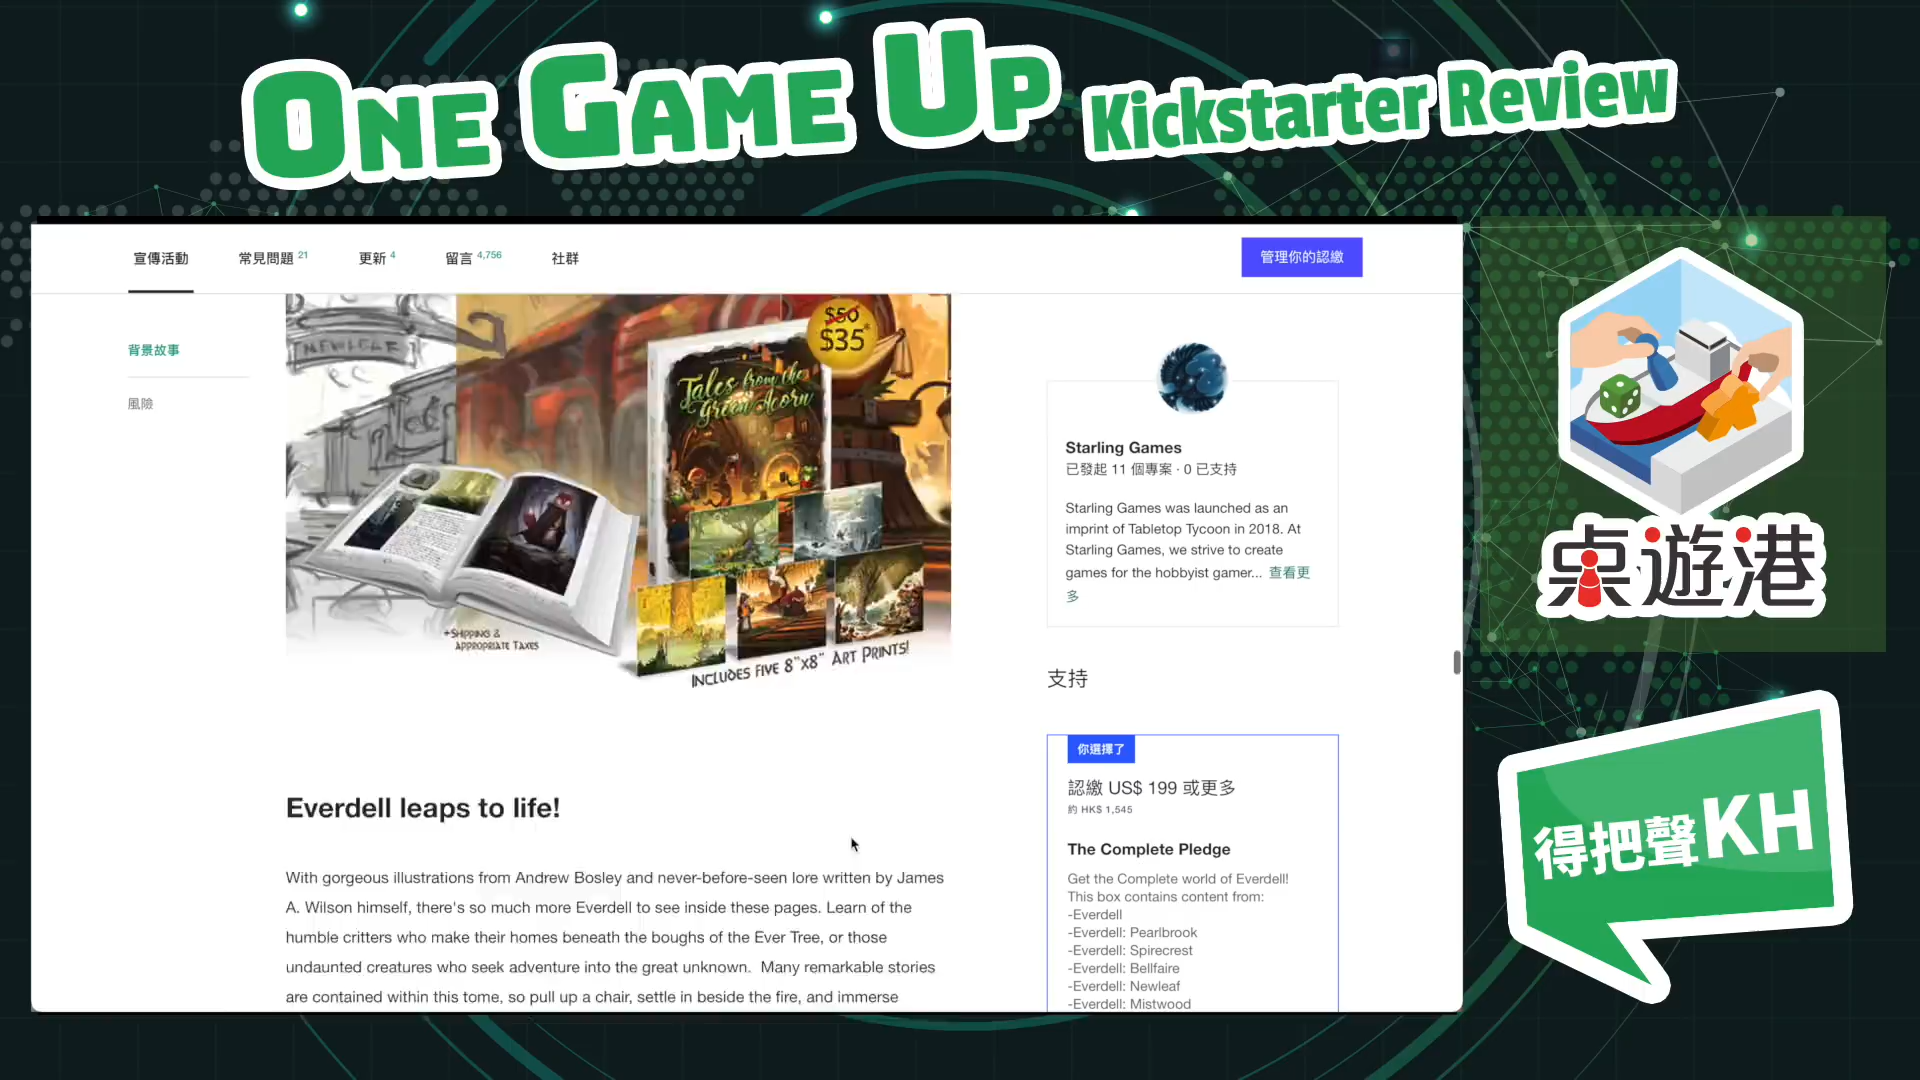 ONE GAME UP Kickstarter Review
宣傳活動
常見問題 21
更新 4
留言 4,756
社群
管理你的認繳
背景故事
風險
NEWLEAF
$50
$35*
Tales from the Green Acorn
+SHIPPING & APPROPRIATE TAXES
INCLUDES FIVE 8"X8" ART PRINTS!
Everdell leaps to life!
With gorgeous illustrations from Andrew Bosley and never-before-seen lore written by James
A. Wilson himself, there's so much more Everdell to see inside these pages. Learn of the
humble critters who make their homes beneath the boughs of the Ever Tree, or those
undaunted creatures who seek adventure into the great unknown.  Many remarkable stories
are contained within this tome, so pull up a chair, settle in beside the fire, and immerse
Starling Games
已發起 11 個專案 · 0 已支持
Starling Games was launched as an
imprint of Tabletop Tycoon in 2018. At
Starling Games, we strive to create
games for the hobbyist gamer... 查看更
多
支持
你選擇了
認繳 US$ 199 或更多
約 HK$ 1,545
The Complete Pledge
Get the Complete world of Everdell!
This box contains content from:
-Everdell
-Everdell: Pearlbrook
-Everdell: Spirecrest
-Everdell: Bellfaire
-Everdell: Newleaf
-Everdell: Mistwood
桌遊港
得把聲KH